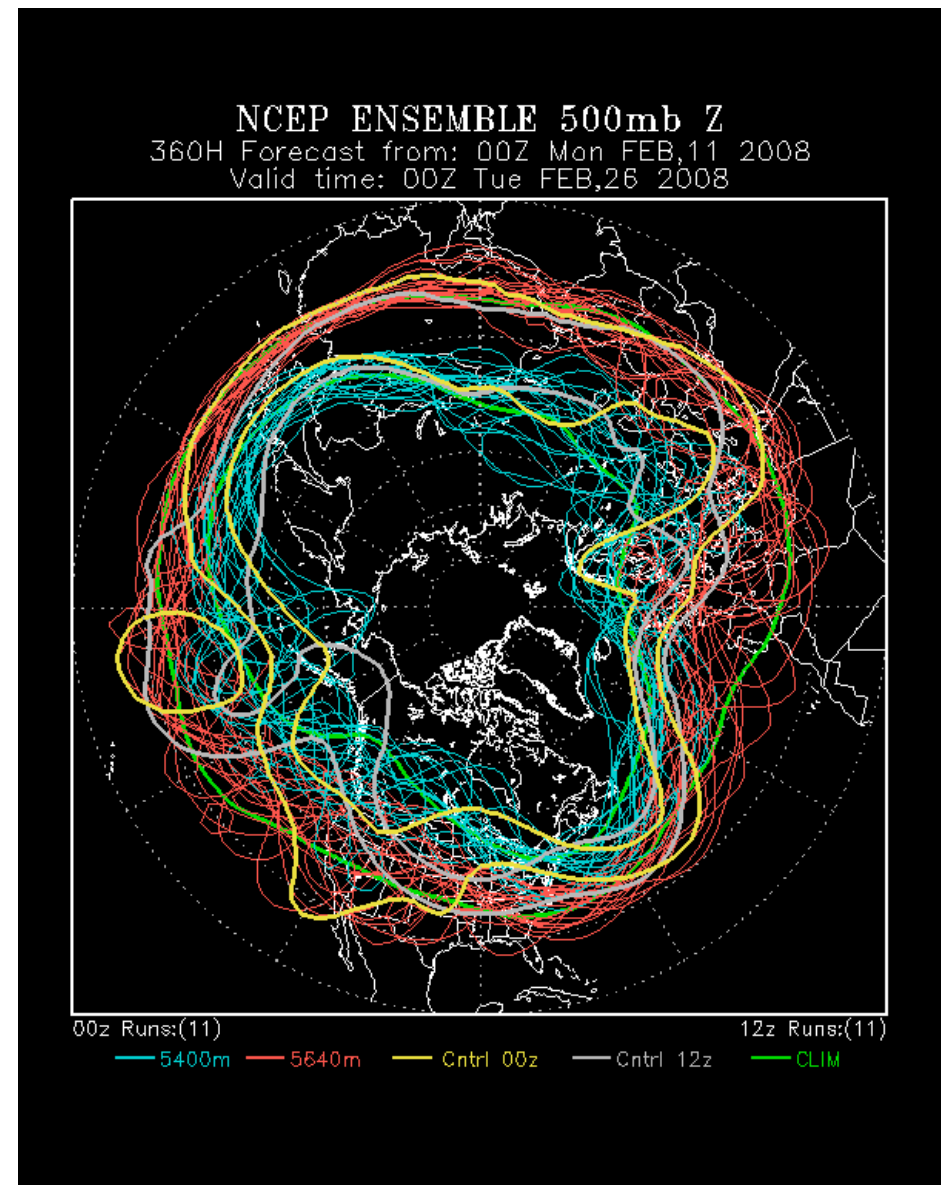 NCEP ENSEMBLE 500mb Z
360H Forecast from: 00Z Mon FEB,11 2008
Valid time: 00Z Tue FEB,26 2008
00z Runs:(11) 12z Runs:(11)
5400m 5640m Cntrl 00z Cntrl 12z CLIM